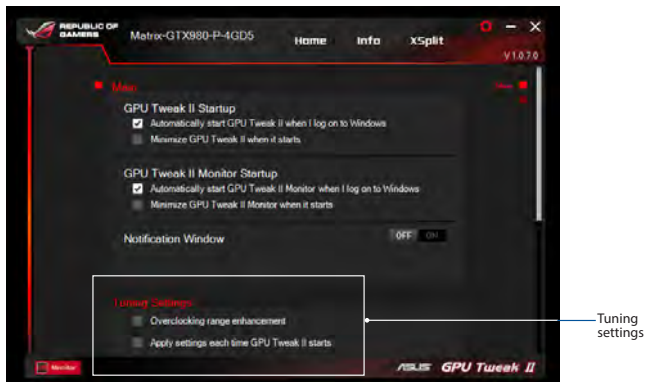 REPUBLIC OF
GAMERS
Matrix-GTX980-P-4GD5
Home
Info
XSplit
V 1.0.7.0
Main
GPU Tweak II Startup
Automatically start GPU Tweak II when I log on to Windows
Minimize GPU Tweak II when it starts
GPU Tweak II Monitor Startup
Automatically start GPU Tweak II Monitor when I log on to Windows
Minimize GPU Tweak II Monitor when it starts
Notification Window
OFF ON
Tuning Settings
Overclocking range enhancement
Apply settings each time GPU Tweak II starts
Monitor
ASUS GPU Tweak II
Tuning
settings